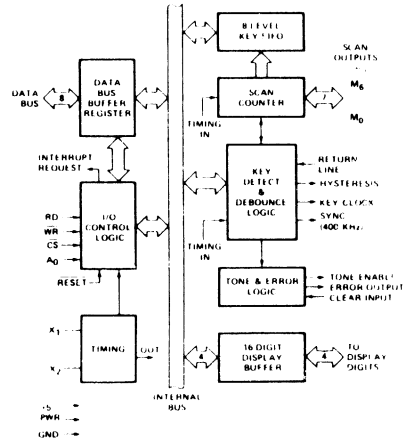 8 LEVEL
KEY FIFO
SCAN
OUTPUTS
DATA
BUS
BUFFER
REGISTER
DATA
BUS
8
SCAN
COUNTER
7
M6
M0
TIMING
IN
INTERRUPT
REQUEST
KEY
DETECT
&
DEBOUNCE
LOGIC
RETURN
LINE
HYSTERESIS
KEY CLOCK
SYNC
(400 KHz)
I/O
CONTROL
LOGIC
RD
WR
CS
A0
TIMING
IN
RESET
TONE & ERROR
LOGIC
TONE ENABLE
ERROR OUTPUT
CLEAR INPUT
X1
TIMING
OUT
X2
4
16 DIGIT
DISPLAY
BUFFER
4
TO
DISPLAY
DIGITS
INTERNAL
BUS
+5
PWR
GND